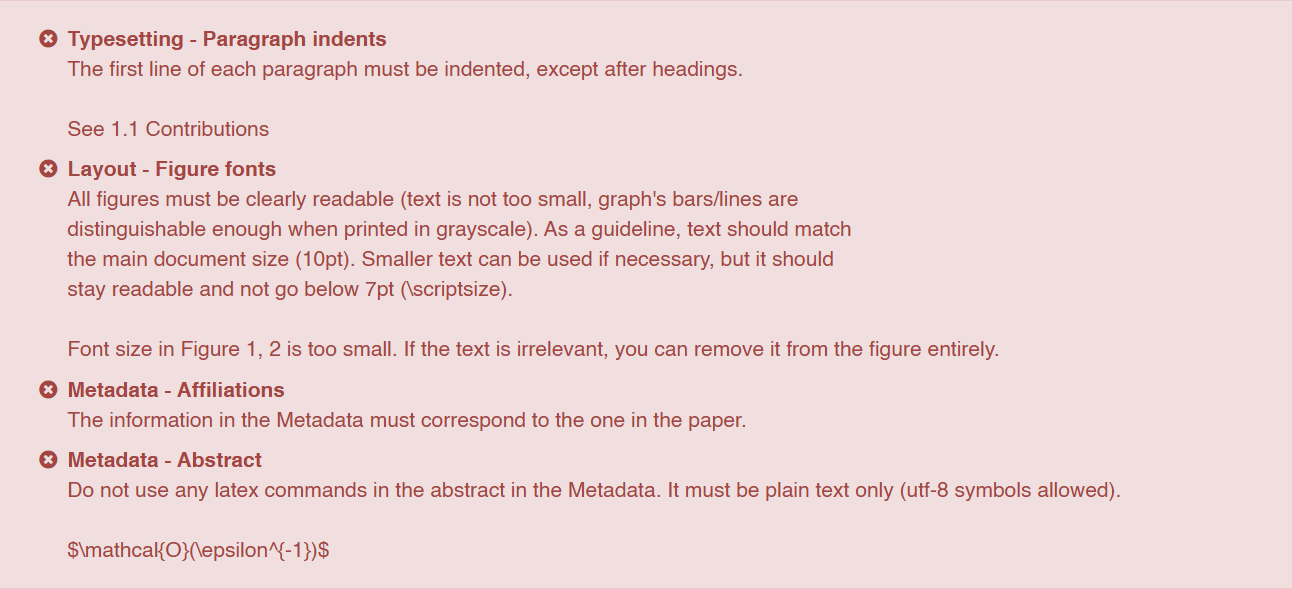 Typesetting - Paragraph indents
The first line of each paragraph must be indented, except after headings.
See 1.1 Contributions
Layout - Figure fonts
All figures must be clearly readable (text is not too small, graph's bars/lines are
distinguishable enough when printed in grayscale). As a guideline, text should match
the main document size (10pt). Smaller text can be used if necessary, but it should
stay readable and not go below 7pt (\scriptsize).
Font size in Figure 1, 2 is too small. If the text is irrelevant, you can remove it from the figure entirely.
Metadata - Affiliations
The information in the Metadata must correspond to the one in the paper.
Metadata - Abstract
Do not use any latex commands in the abstract in the Metadata. It must be plain text only (utf-8 symbols allowed).
$\mathcal{O}(\epsilon^{-1})$